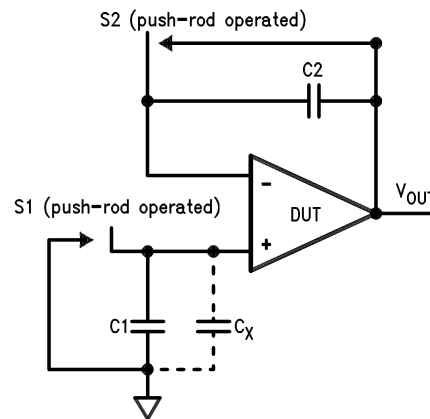 S2 (push-rod operated)
C2
-
DUT
+
VOUT
S1 (push-rod operated)
C1
CX